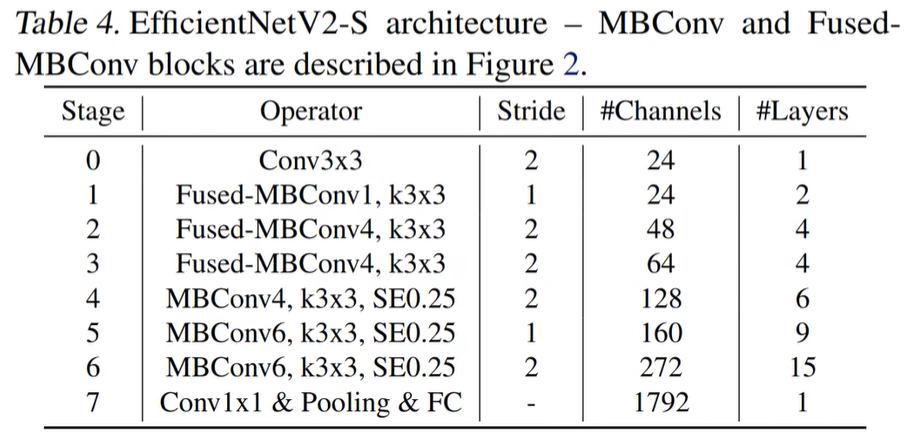 Table 4. EfficientNetV2-S architecture – MBConv and Fused-
MBConv blocks are described in Figure 2.
Stage Operator Stride #Channels #Layers
0 Conv3x3 2 24 1
1 Fused-MBConv1, k3x3 1 24 2
2 Fused-MBConv4, k3x3 2 48 4
3 Fused-MBConv4, k3x3 2 64 4
4 MBConv4, k3x3, SE0.25 2 128 6
5 MBConv6, k3x3, SE0.25 1 160 9
6 MBConv6, k3x3, SE0.25 2 272 15
7 Conv1x1 & Pooling & FC - 1792 1